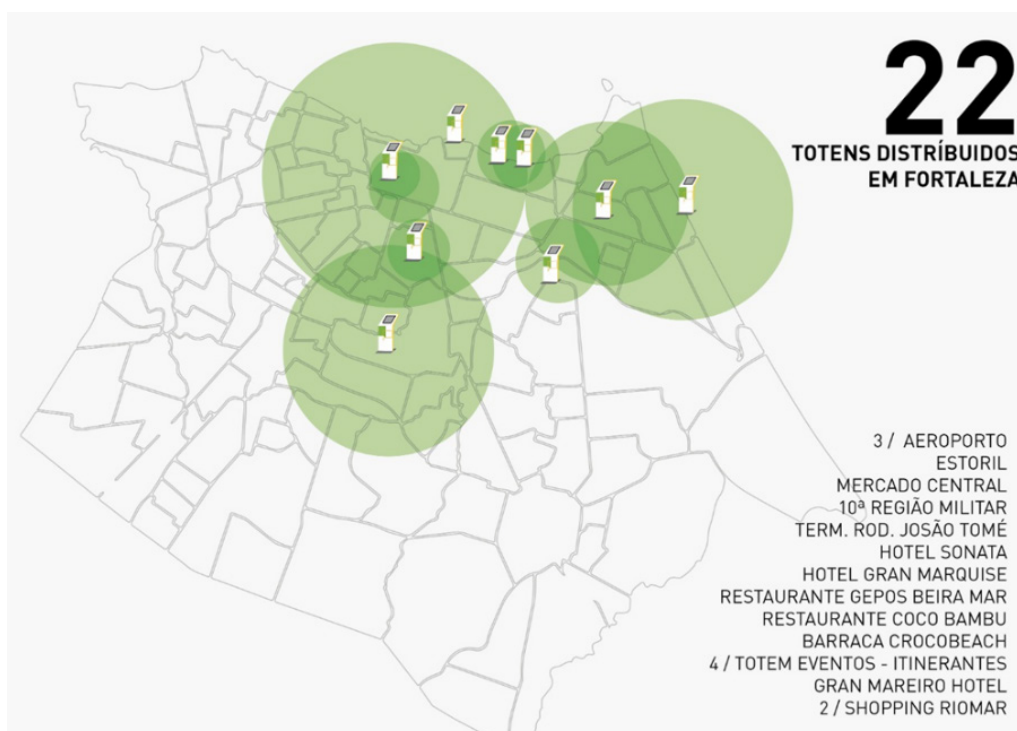 22
TOTENS DISTRÍBUIDOS
EM FORTALEZA
3 / AEROPORTO
ESTORIL
MERCADO CENTRAL
10ª REGIÃO MILITAR
TERM. ROD. JOSÃO TOMÉ
HOTEL SONATA
HOTEL GRAN MARQUISE
RESTAURANTE GEPOS BEIRA MAR
RESTAURANTE COCO BAMBU
BARRACA CROCOBEACH
4 / TOTEM EVENTOS - ITINERANTES
GRAN MAREIRO HOTEL
2 / SHOPPING RIOMAR